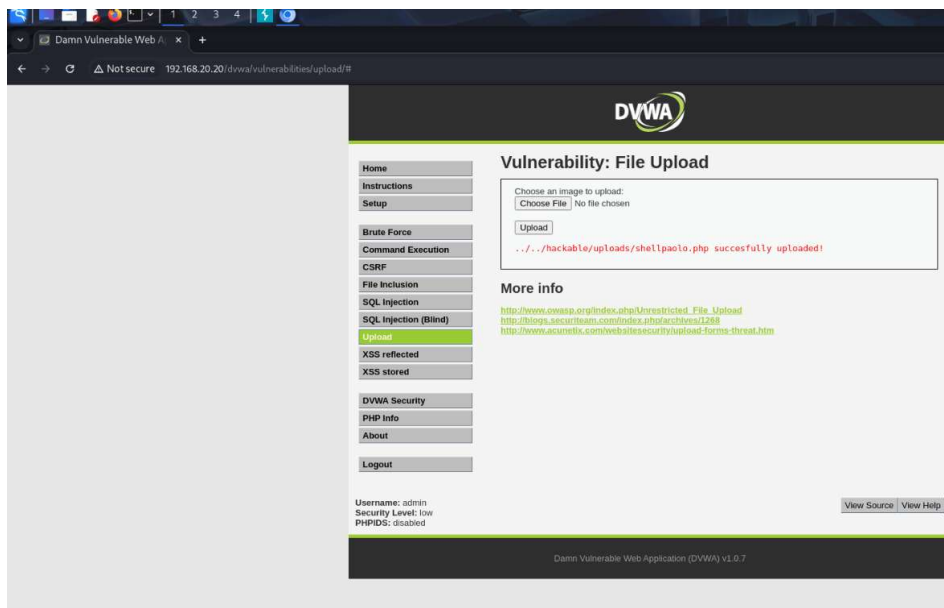 1 2 3 4
Damn Vulnerable Web A × +
Not secure 192.168.20.20/dvwa/vulnerabilities/upload/#
DVWA
Home
Instructions
Setup
Brute Force
Command Execution
CSRF
File Inclusion
SQL Injection
SQL Injection (Blind)
Upload
XSS reflected
XSS stored
DVWA Security
PHP Info
About
Logout
Vulnerability: File Upload
Choose an image to upload:
Choose File No file chosen
Upload
../../hackable/uploads/shellpaolo.php succesfully uploaded!
More info
http://www.owasp.org/index.php/Unrestricted_File_Upload
http://blogs.securiteam.com/index.php/archives/1268
http://www.acunetix.com/websitesecurity/upload-forms-threat.htm
Username: admin
Security Level: low
PHPIDS: disabled
View Source View Help
Damn Vulnerable Web Application (DVWA) v1.0.7